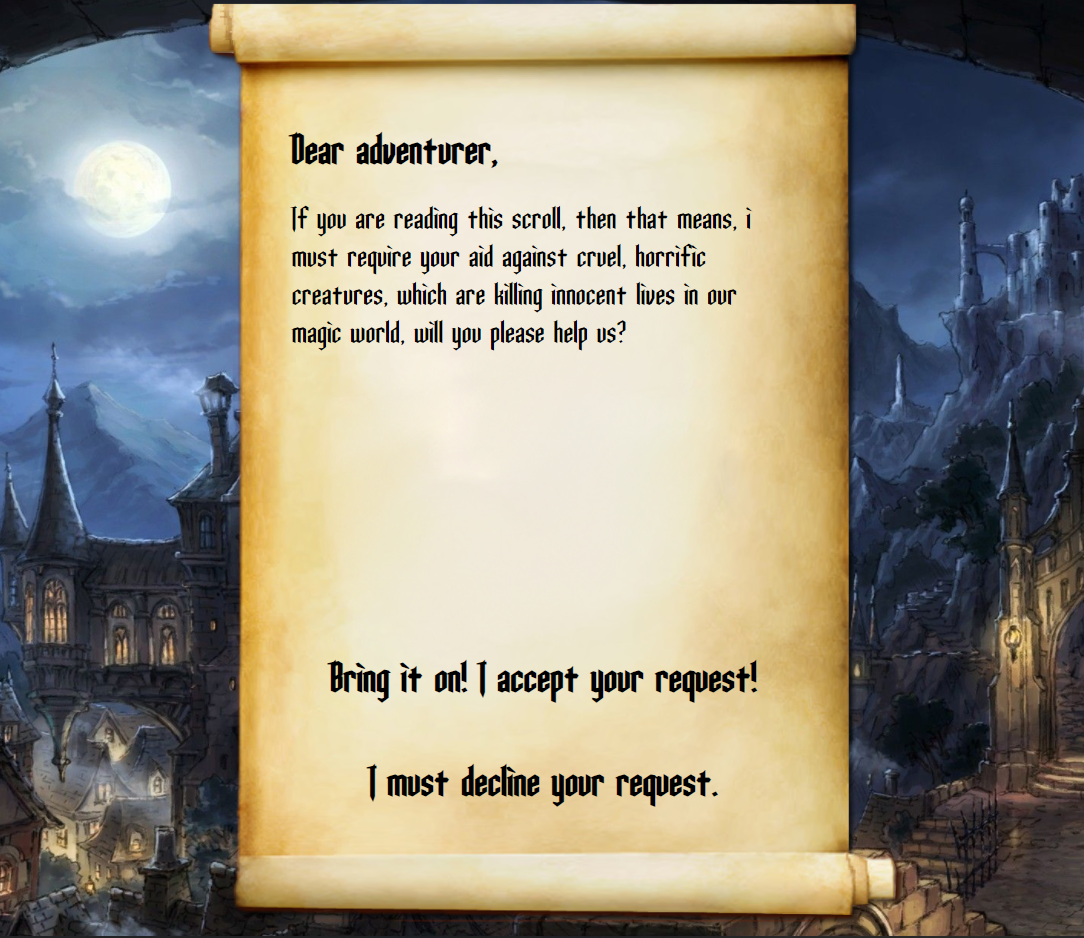 Dear adventurer,
If you are reading this scroll, then that means, i
must require your aid against cruel, horrific
creatures, which are killing innocent lives in our
magic world, will you please help us?
Bring it on! I accept your request!
I must decline your request.